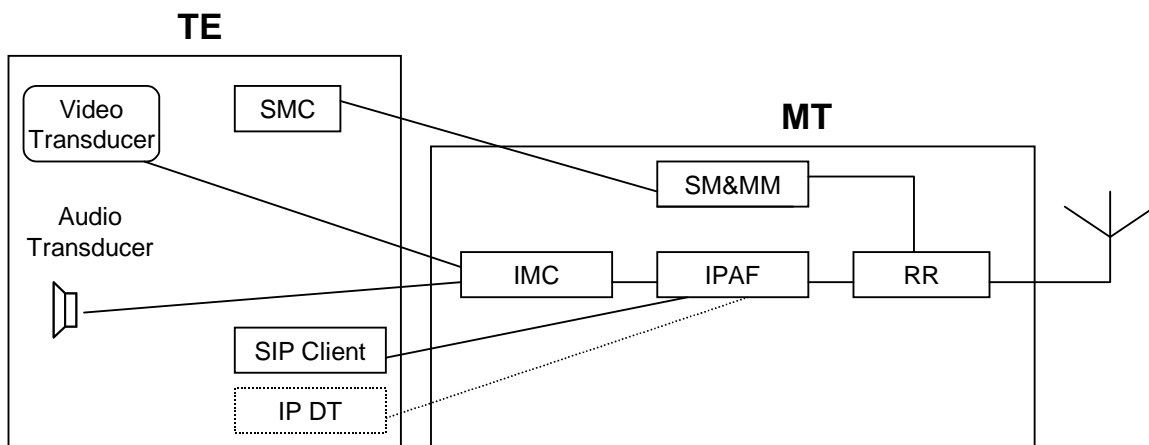 TE
Video
Transducer
SMC
MT
SM&MM
Audio
Transducer
IMC
IPAF
RR
SIP Client
IP DT